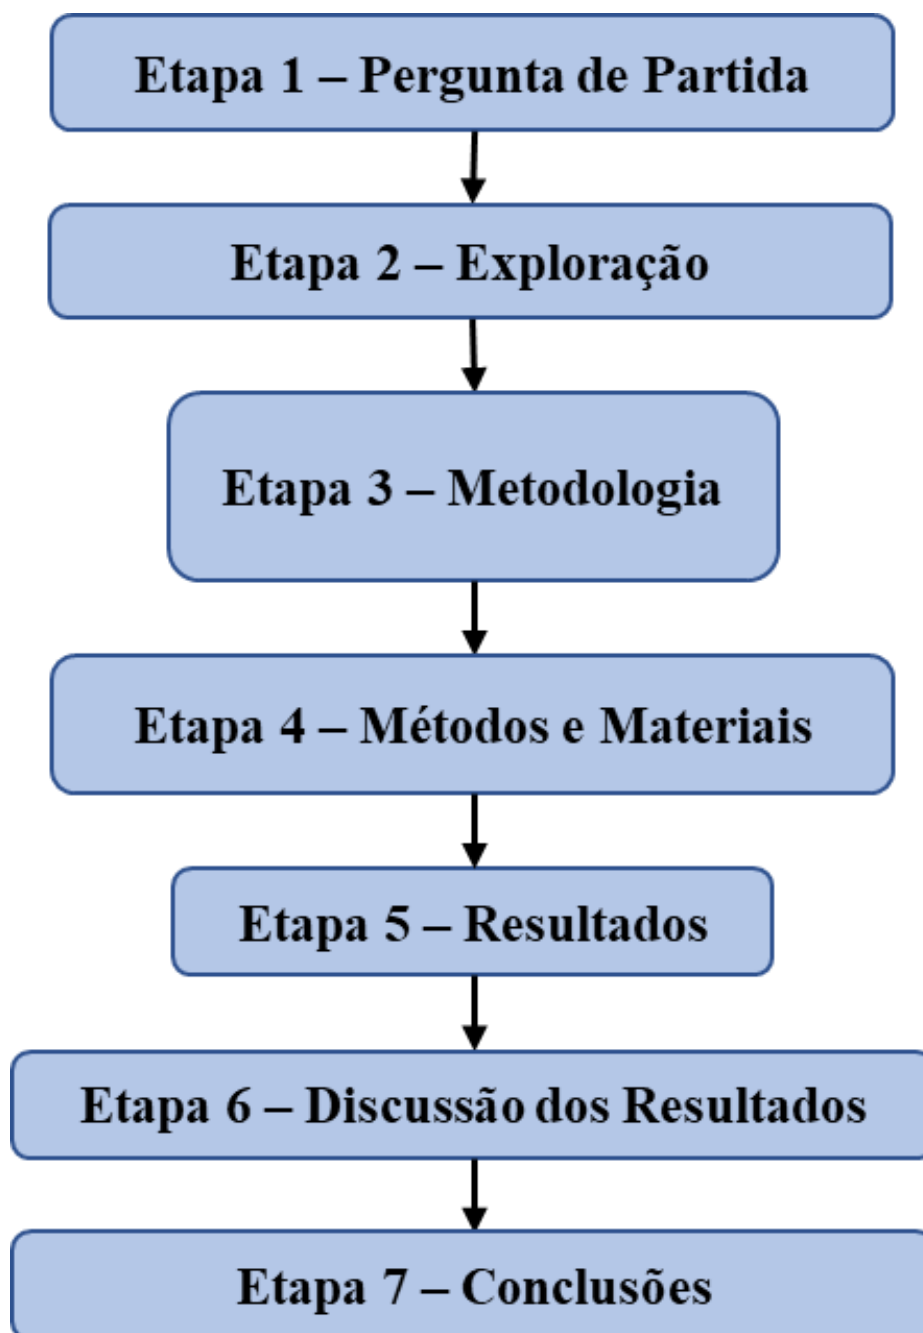 Etapa 1 – Pergunta de Partida
Etapa 2 – Exploração
Etapa 3 – Metodologia
Etapa 4 – Métodos e Materiais
Etapa 5 – Resultados
Etapa 6 – Discussão dos Resultados
Etapa 7 – Conclusões